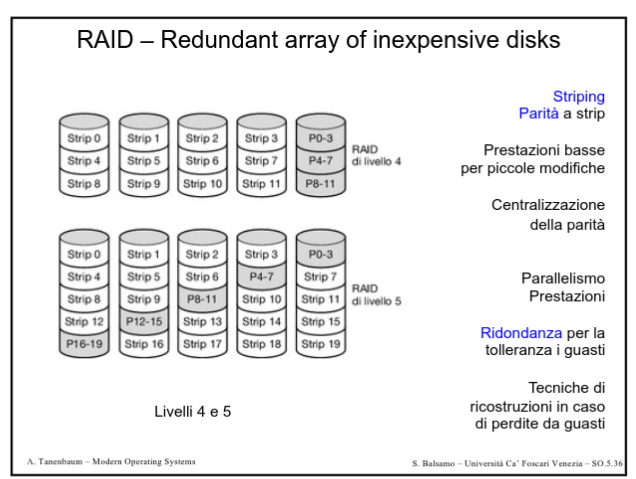 RAID – Redundant array of inexpensive disks
Strip 0 Strip 1 Strip 2 Strip 3 P0-3
Strip 4 Strip 5 Strip 6 Strip 7 P4-7
Strip 8 Strip 9 Strip 10 Strip 11 P8-11
RAID
di livello 4
Strip 0 Strip 1 Strip 2 Strip 3 P0-3
Strip 4 Strip 5 Strip 6 P4-7 Strip 7
Strip 8 Strip 9 P8-11 Strip 10 Strip 11
Strip 12 P12-15 Strip 13 Strip 14 Strip 15
P16-19 Strip 16 Strip 17 Strip 18 Strip 19
RAID
di livello 5
Livelli 4 e 5
Striping
Parità a strip
Prestazioni basse
per piccole modifiche
Centralizzazione
della parità
Parallelismo
Prestazioni
Ridondanza per la
tolleranza i guasti
Tecniche di
ricostruzioni in caso
di perdite da guasti
A. Tanenbaum – Modern Operating Systems
S. Balsamo – Università Ca' Foscari Venezia – SO.5.36